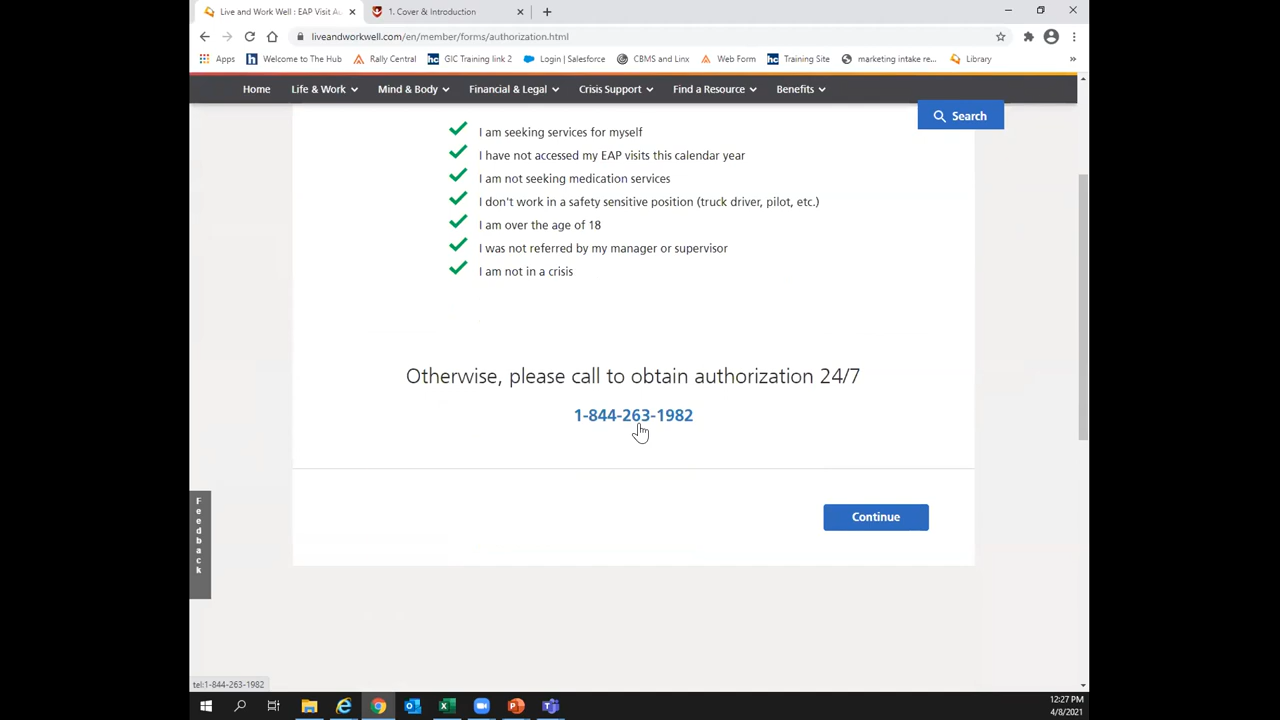 Live and Work Well : EAP Visit Au
1. Cover & Introduction
liveandworkwell.com/en/member/forms/authorization.html
Apps
Welcome to The Hub
Rally Central
GIC Training link 2
Login | Salesforce
CBMS and Linx
Web Form
Training Site
marketing intake re...
Library
»
Home
Life & Work
Mind & Body
Financial & Legal
Crisis Support
Find a Resource
Benefits
Search
I am seeking services for myself
I have not accessed my EAP visits this calendar year
I am not seeking medication services
I don't work in a safety sensitive position (truck driver, pilot, etc.)
I am over the age of 18
I was not referred by my manager or supervisor
I am not in a crisis
Otherwise, please call to obtain authorization 24/7
1-844-263-1982
Continue
Feedback
tel:1-844-263-1982
12:27 PM
4/8/2021